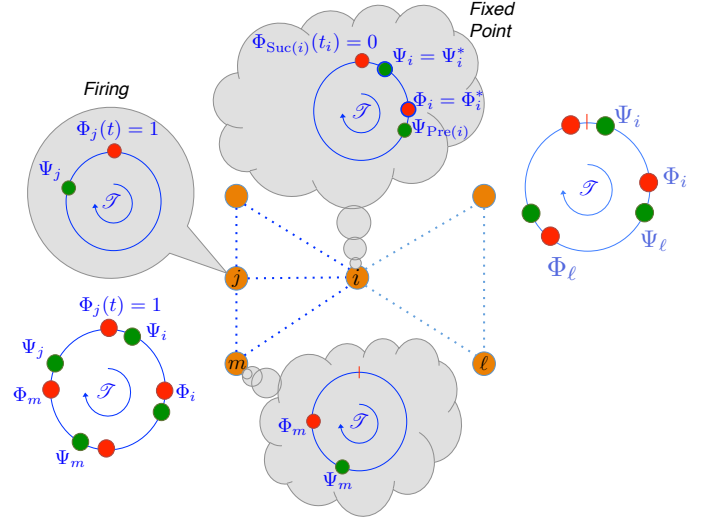 Fixed
Point
Φ_Suc(i)(t_i) = 0
Ψ_i = Ψ_i^*
Φ_i = Φ_i^*
Ψ_Pre(i)
𝒯
Firing
Φ_j(t) = 1
Ψ_j
𝒯
Ψ_i
Φ_i
𝒯
Ψ_ℓ
Φ_ℓ
j
i
m
ℓ
Φ_j(t) = 1
Ψ_i
Ψ_j
Φ_m
Φ_i
𝒯
Ψ_m
Φ_m
𝒯
Ψ_m